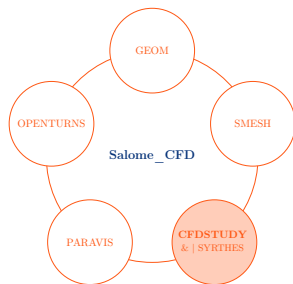 GEOM
OPENTURNS
SMESH
Salome_CFD
PARAVIS
CFDSTUDY
& | SYRTHES